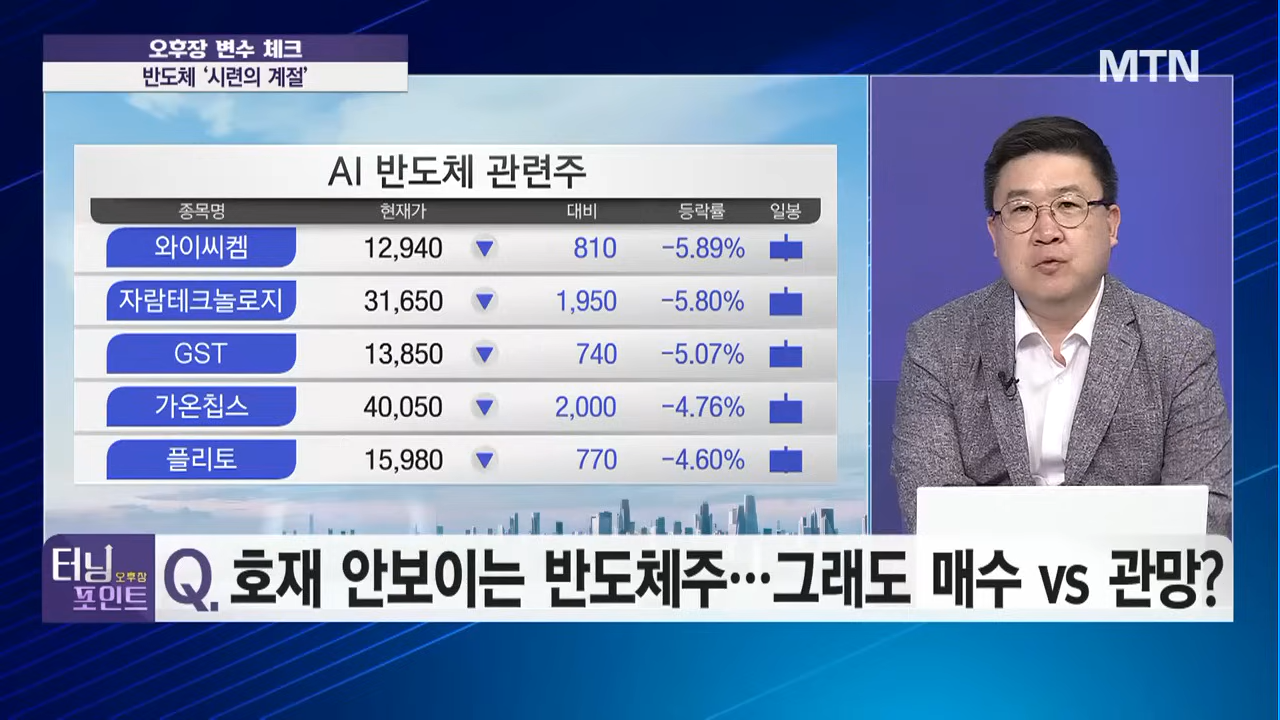 오후장 변수 체크
반도체 ‘시련의 계절’
MTN
AI 반도체 관련주
종목명 현재가 대비 등락률 일봉
와이씨켐 12,940 ▼ 810 -5.89%
자람테크놀로지 31,650 ▼ 1,950 -5.80%
GST 13,850 ▼ 740 -5.07%
가온칩스 40,050 ▼ 2,000 -4.76%
플리토 15,980 ▼ 770 -4.60%
터닝 오후장
포인트
Q. 호재 안보이는 반도체주…그래도 매수 vs 관망?